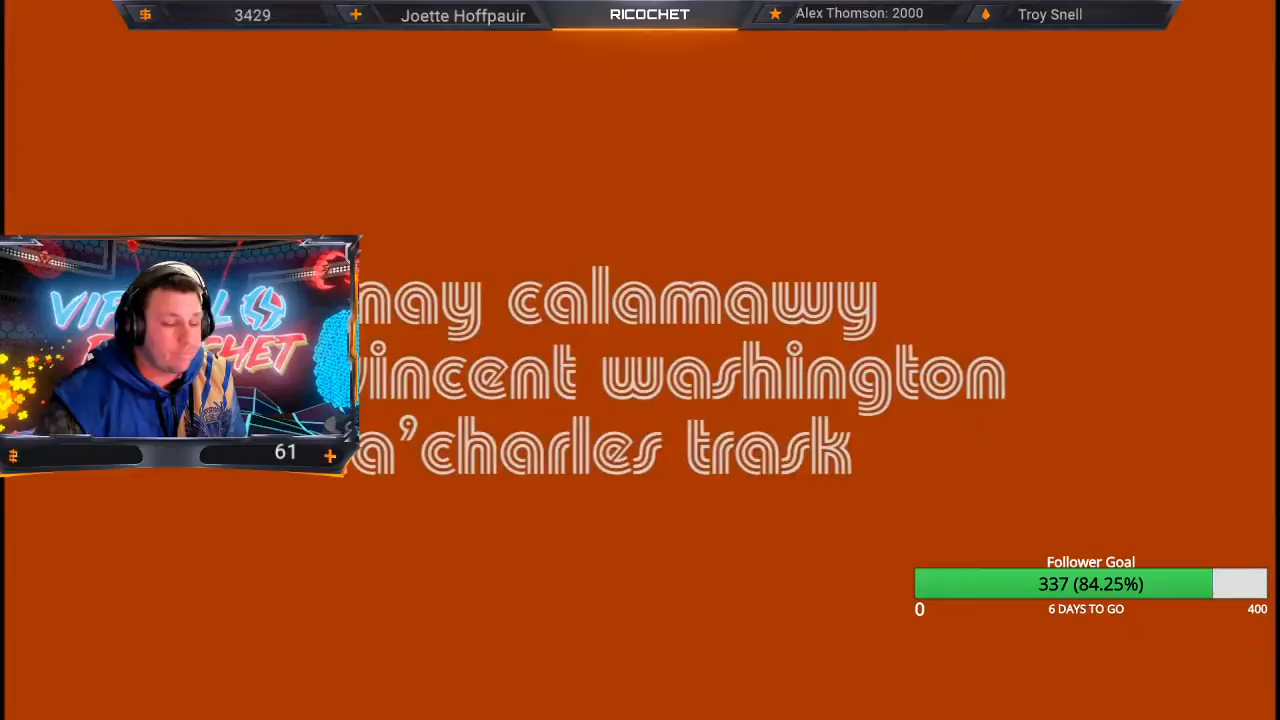 3429
Joette Hoffpauir
RICOCHET
Alex Thomson: 2000
Troy Snell
may calamawy
vincent washington
a'charles trask
61
Follower Goal
337 (84.25%)
0
6 DAYS TO GO
400